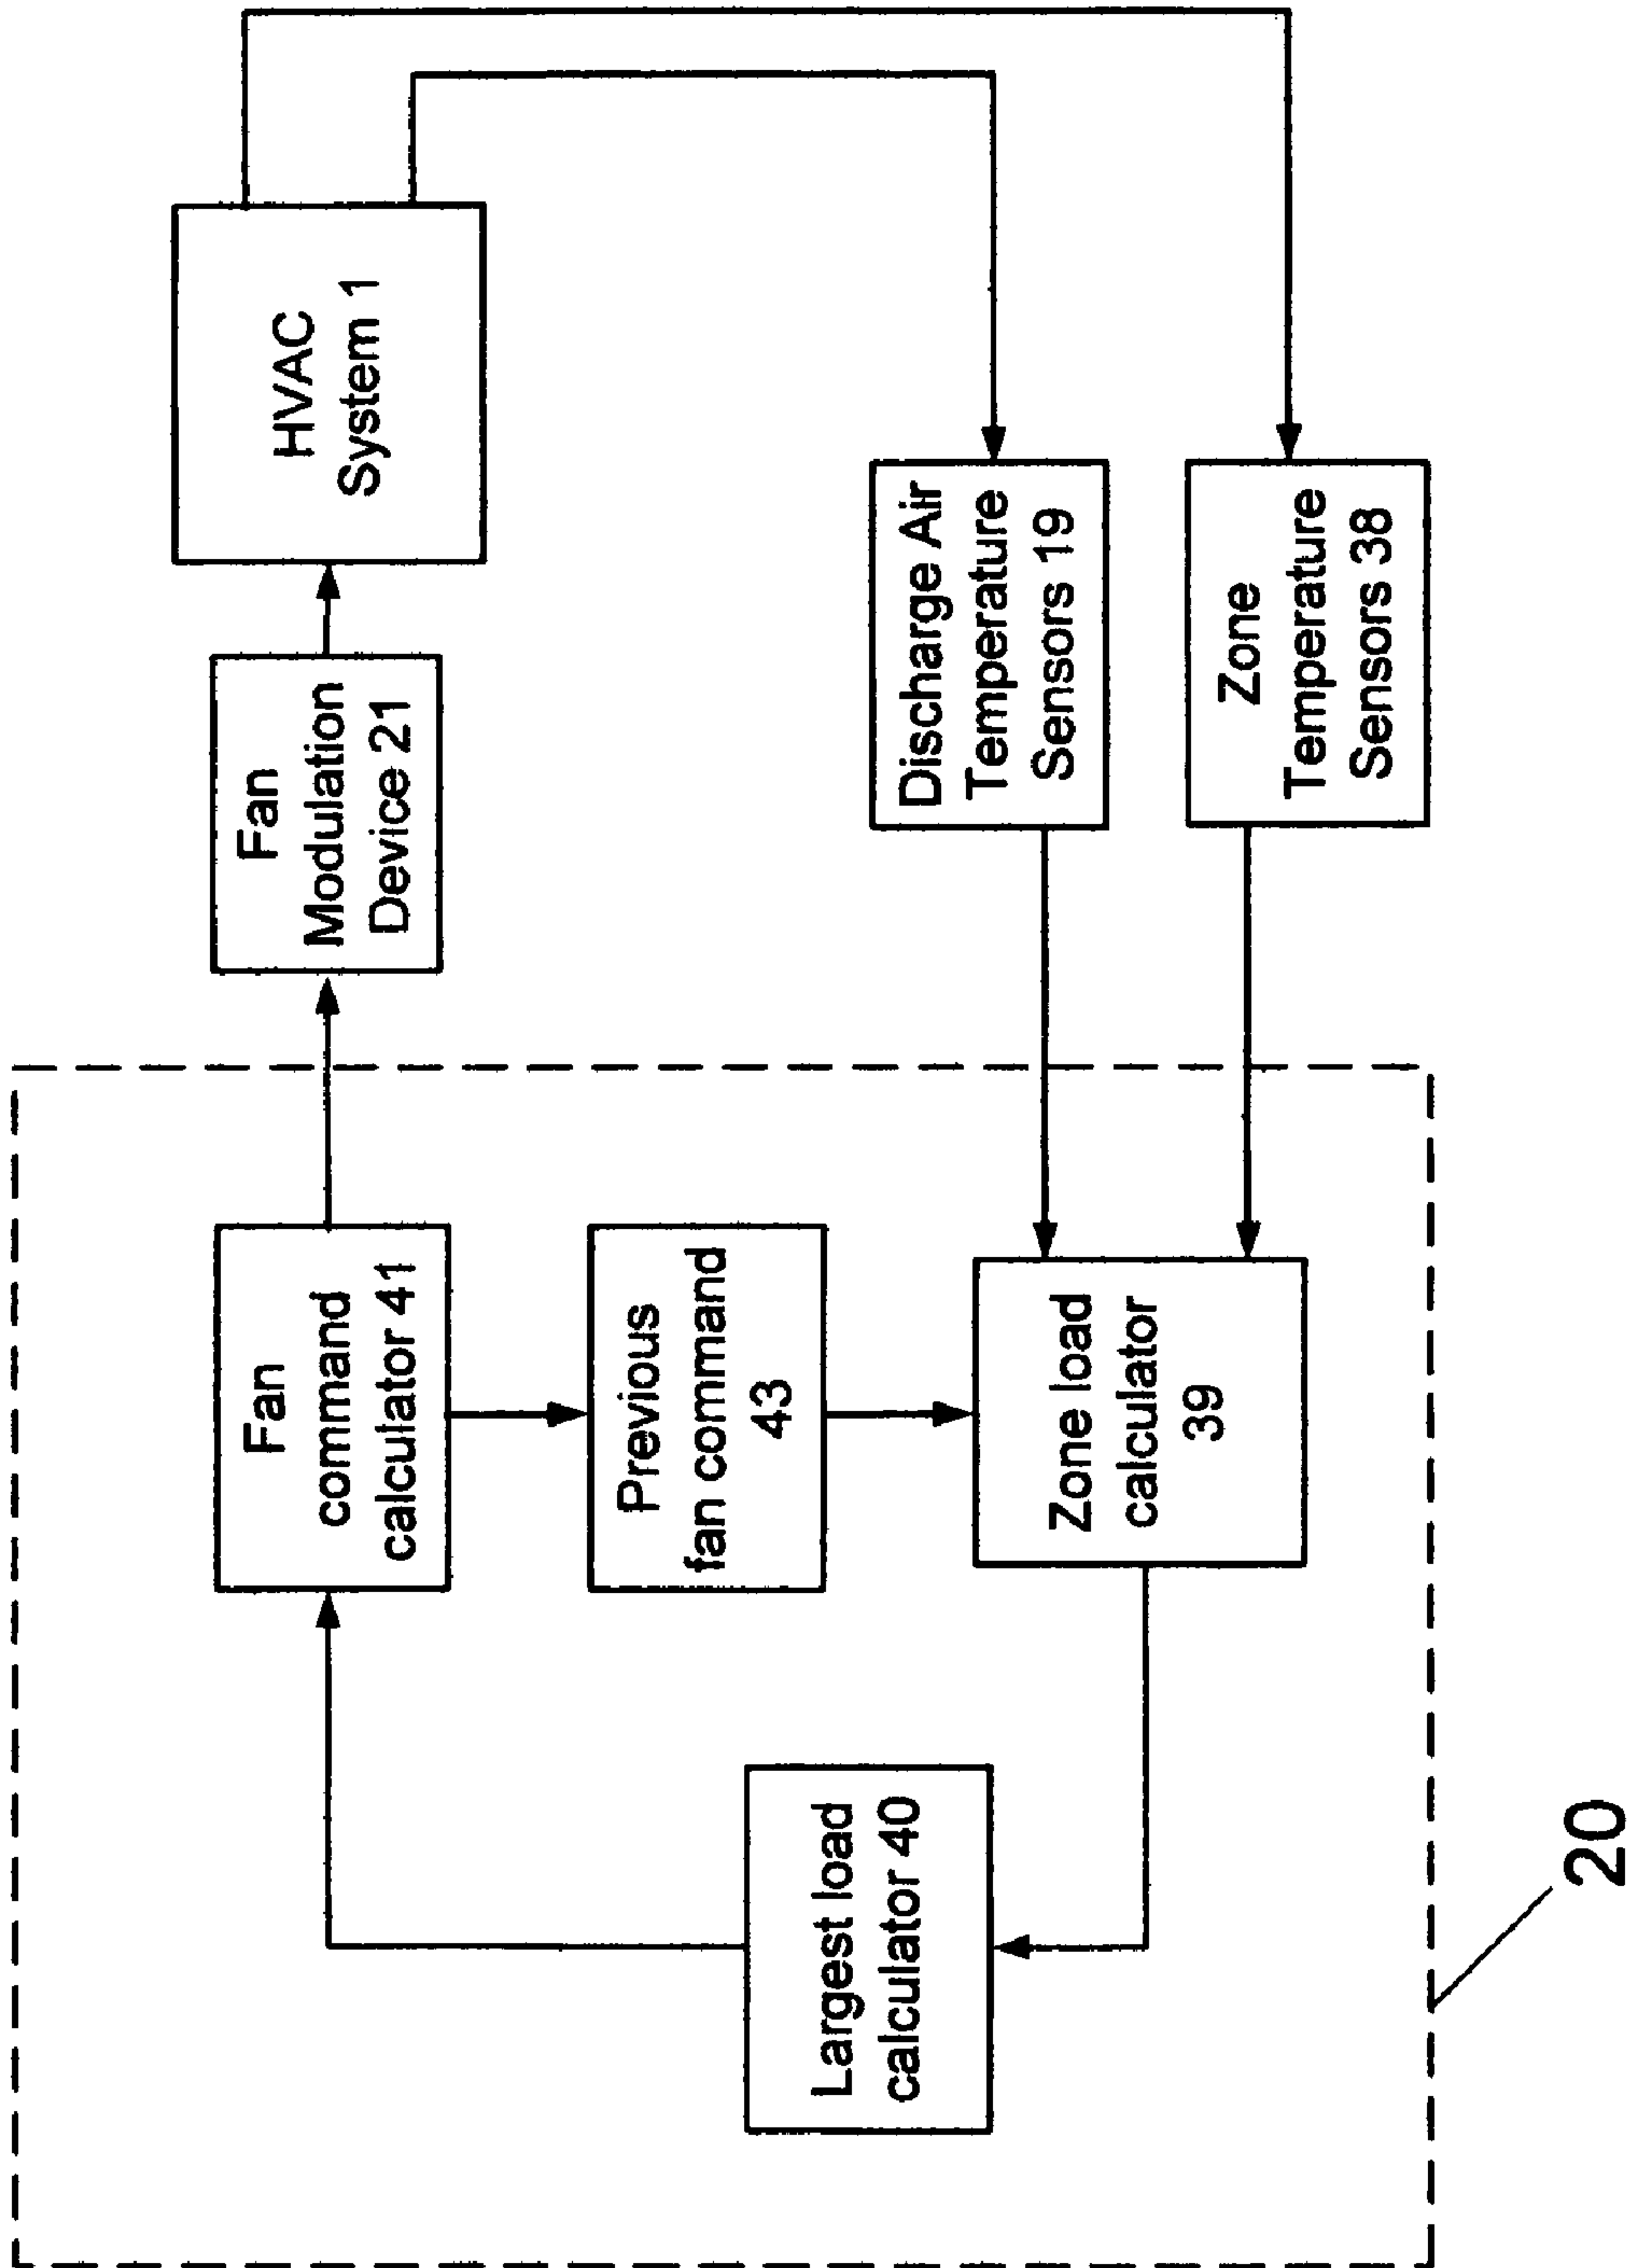 Fan
command
calculator 41
Fan
Modulation
Device 21
HVAC
System 1
Previous
fan command
43
Largest load
calculator 40
Discharge Air
Temperature
Sensors 19
Zone load
calculator
39
Zone
Temperature
Sensors 38
20